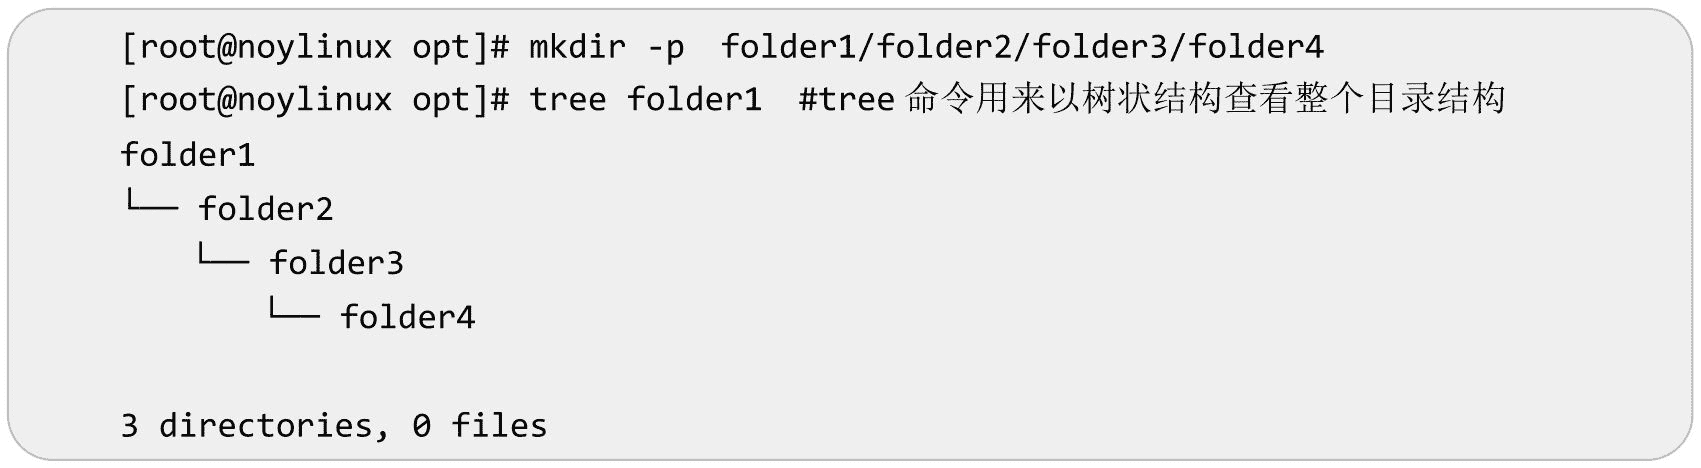 [root@noylinux opt]# mkdir -p  folder1/folder2/folder3/folder4
[root@noylinux opt]# tree folder1  #tree 命令用来以树状结构查看整个目录结构
folder1
└── folder2
    └── folder3
        └── folder4
3 directories, 0 files